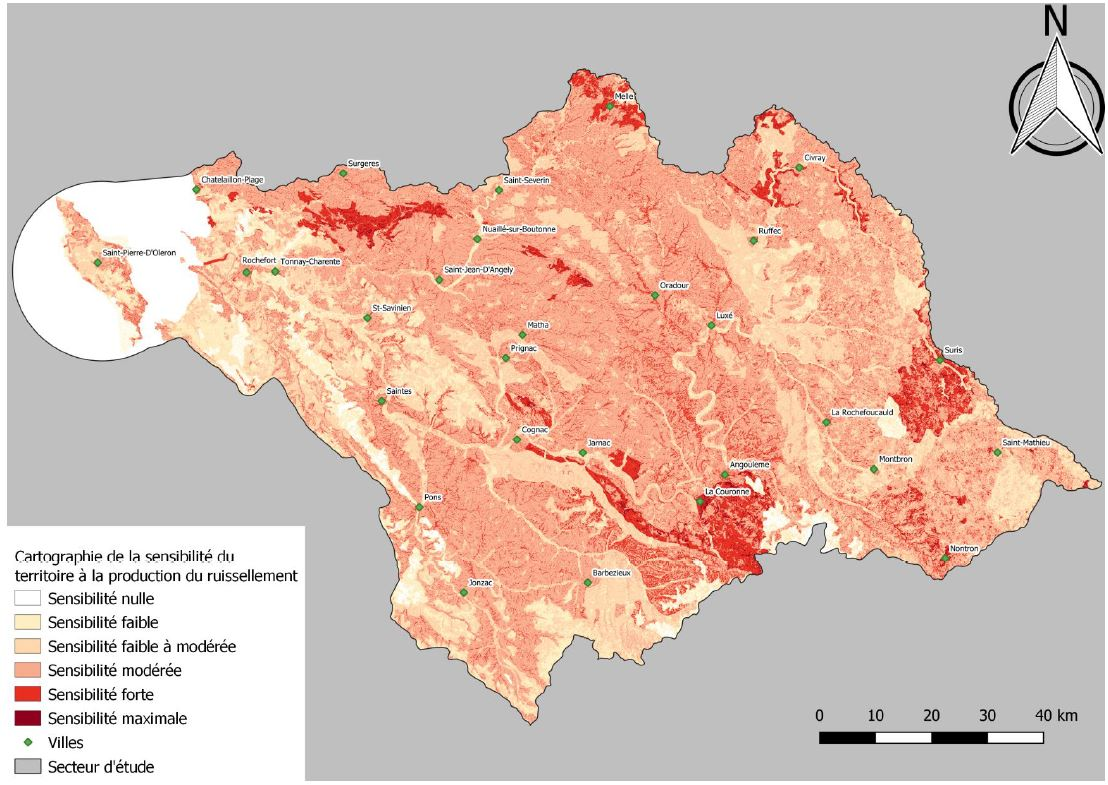 N
Melle
Surgeres
Civray
Chatelaillon-Plage
Saint-Severin
Nuaillé-sur-Boutonne
Ruffec
Saint-Pierre-D'Oleron
Rochefort
Tonnay-Charente
Saint-Jean-D'Angely
Oradour
St-Savinien
Luxé
Matha
Prignac
Suris
Saintes
La Rochefoucauld
Cognac
Jarnac
Saint-Mathieu
Montbron
Angouleme
La Couronne
Pons
Nontron
Barbezieux
Jonzac
Cartographie de la sensibilité du
territoire à la production du ruissellement
Sensibilité nulle
Sensibilité faible
Sensibilité faible à modérée
Sensibilité modérée
Sensibilité forte
Sensibilité maximale
Villes
Secteur d'étude
0 10 20 30 40 km